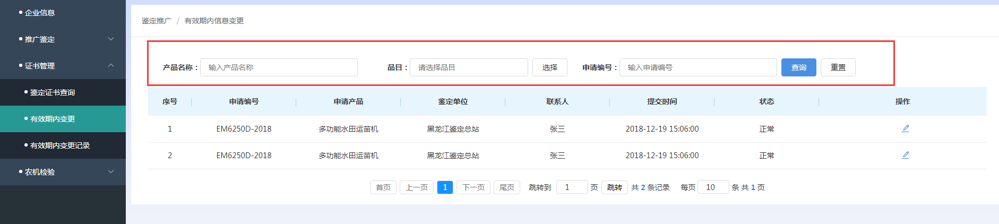 企业信息
推广鉴定
证书管理
鉴定证书查询
有效期内变更
有效期内变更记录
农机检验
鉴定推广 / 有效期内信息变更
产品名称： 输入产品名称 品目： 请选择品目 选择 申请编号： 输入申请编号 查询 重置
序号 申请编号 申请产品 鉴定单位 联系人 提交时间 状态 操作
1 EM6250D-2018 多功能水田运苗机 黑龙江鉴定总站 张三 2018-12-19 15:06:00 正常
2 EM6250D-2018 多功能水田运苗机 黑龙江鉴定总站 张三 2018-12-19 15:06:00 正常
首页 上一页 1 下一页 尾页 跳转到 1 页 跳转 共 2 条记录 每页 10 条 共 1 页